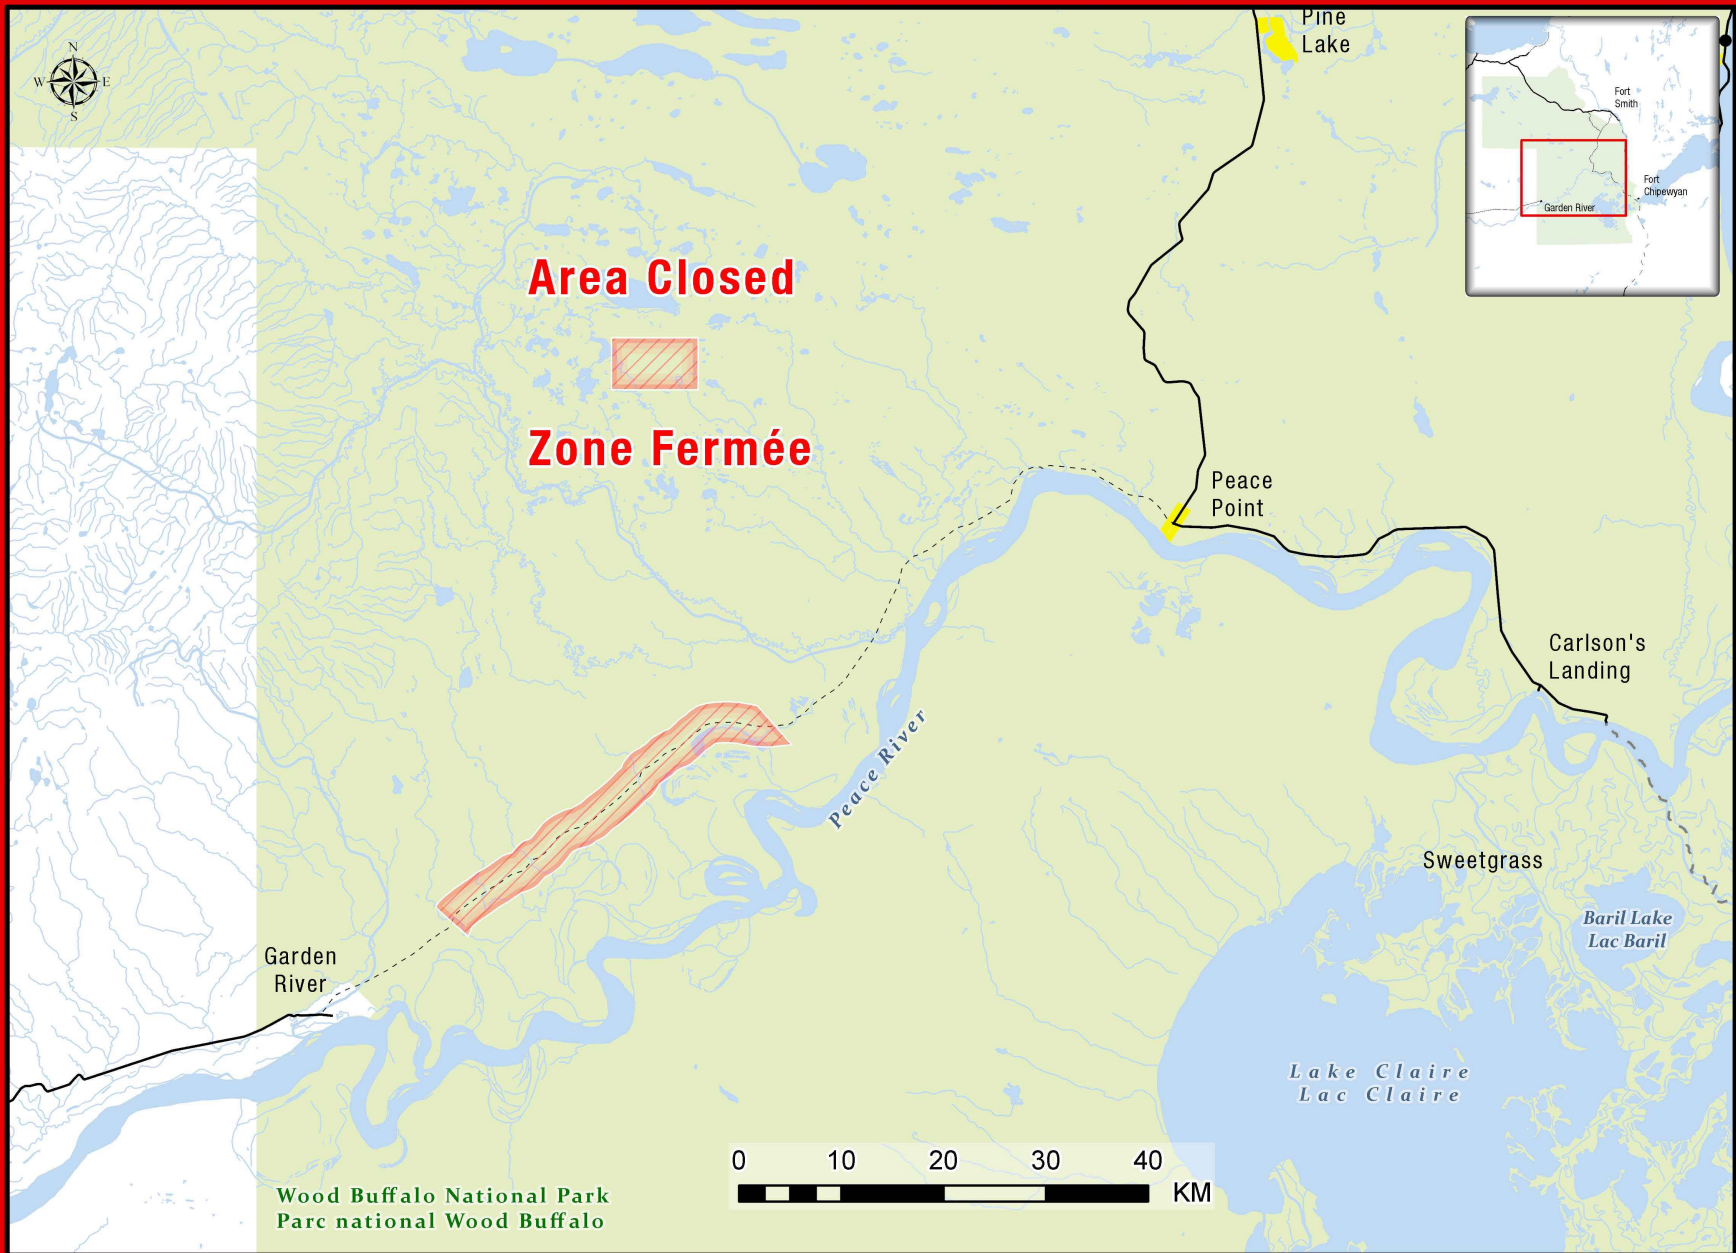 N
W
E
S
Pine
Lake
Fort
Smith
Fort
Chipewyan
Garden River
Area Closed
Zone Fermée
Peace
Point
Carlson's
Landing
Peace River
Sweetgrass
Baril Lake
Lac Baril
Garden
River
Lake Claire
Lac Claire
0 10 20 30 40
KM
Wood Buffalo National Park
Parc national Wood Buffalo